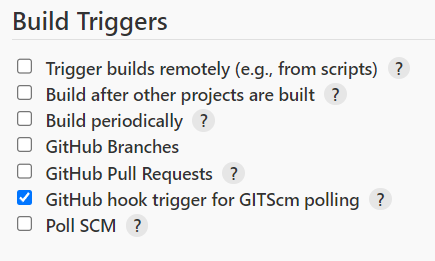 Build Triggers
Trigger builds remotely (e.g., from scripts) ?
Build after other projects are built ?
Build periodically ?
GitHub Branches
GitHub Pull Requests ?
GitHub hook trigger for GITScm polling ?
Poll SCM ?